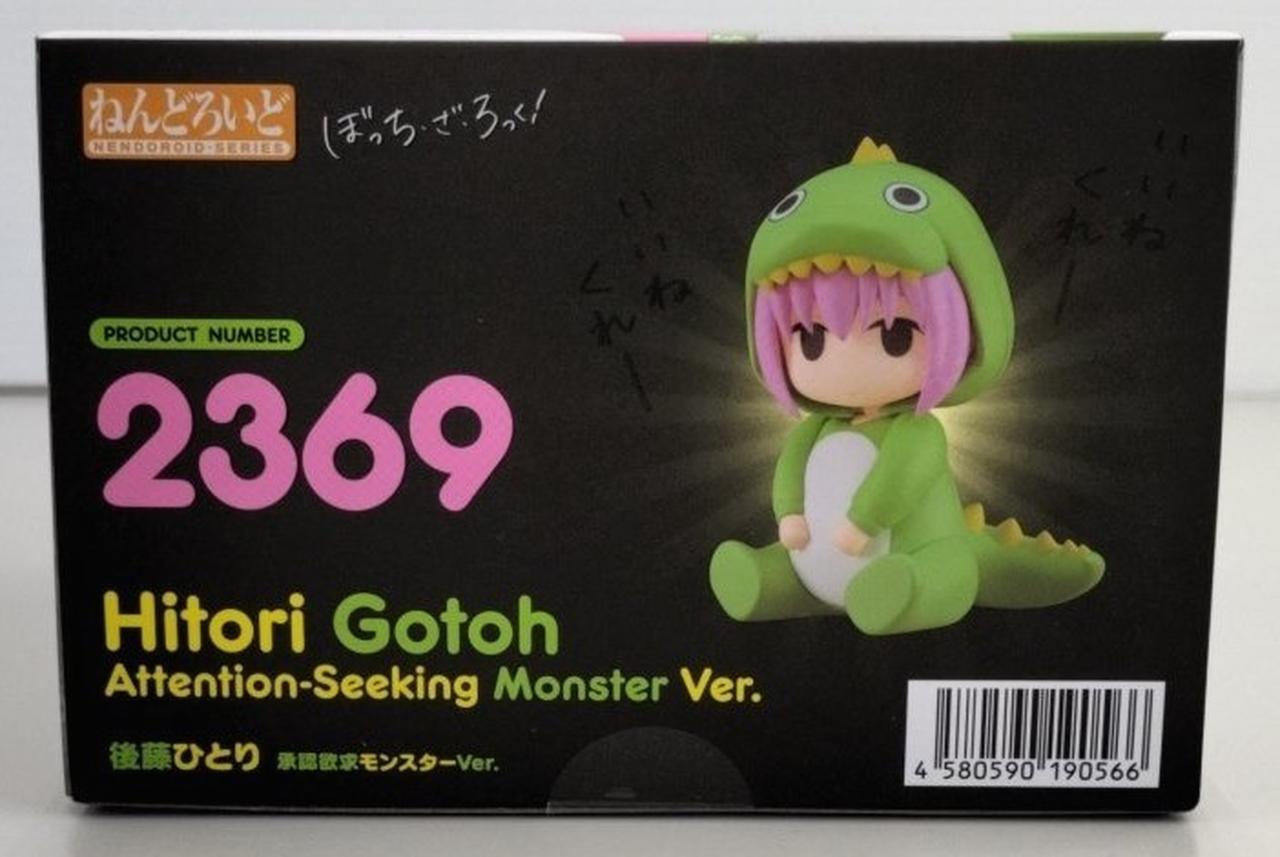 ねんどろいど
NENDOROID-SERIES
ぼっち・ざ・ろっく!
いいね
くれー
いいね
くれー
PRODUCT NUMBER
2369
Hitori Gotoh
Attention-Seeking Monster Ver.
後藤ひとり 承認欲求モンスターVer.
4 580590 190566